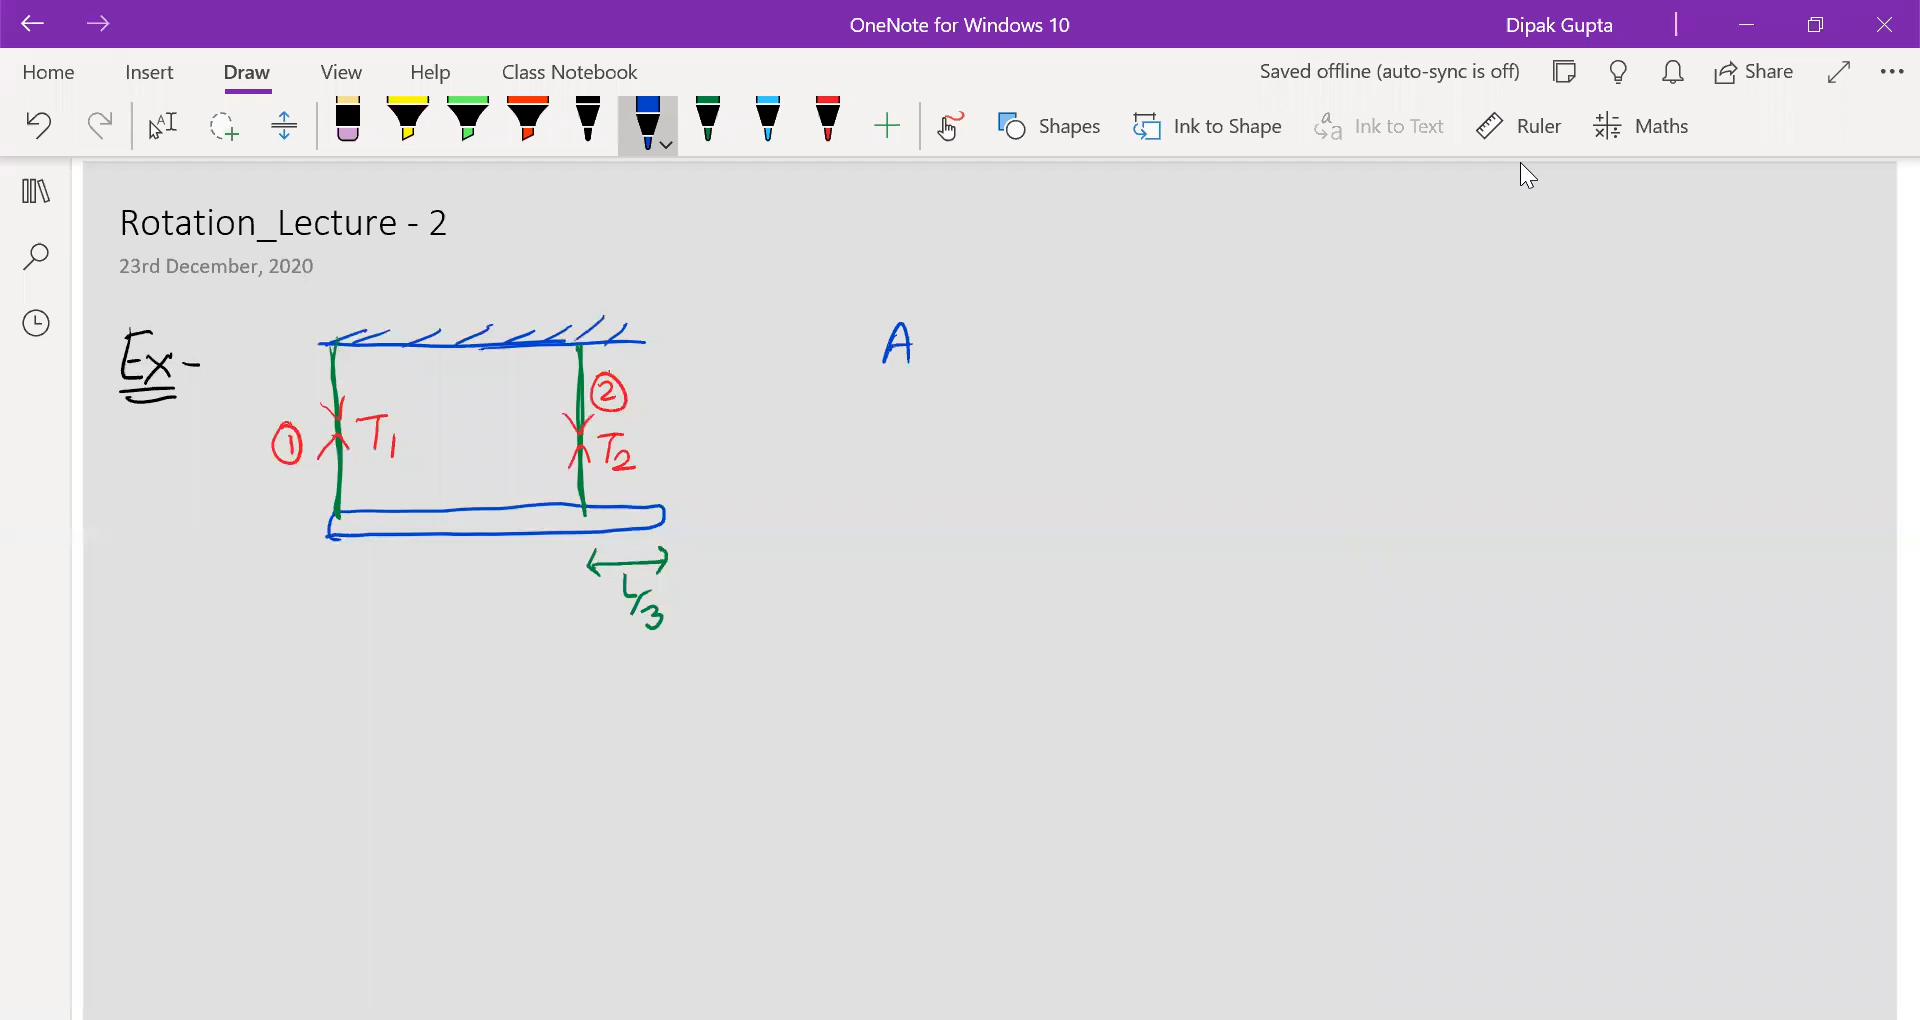 OneNote for Windows 10
Dipak Gupta
Home Insert Draw View Help Class Notebook
Saved offline (auto-sync is off) Share
AI
Shapes Ink to Shape Ink to Text Ruler Maths
Rotation_Lecture - 2
23rd December, 2020
Ex -
A
②
① T1
T2
L/3